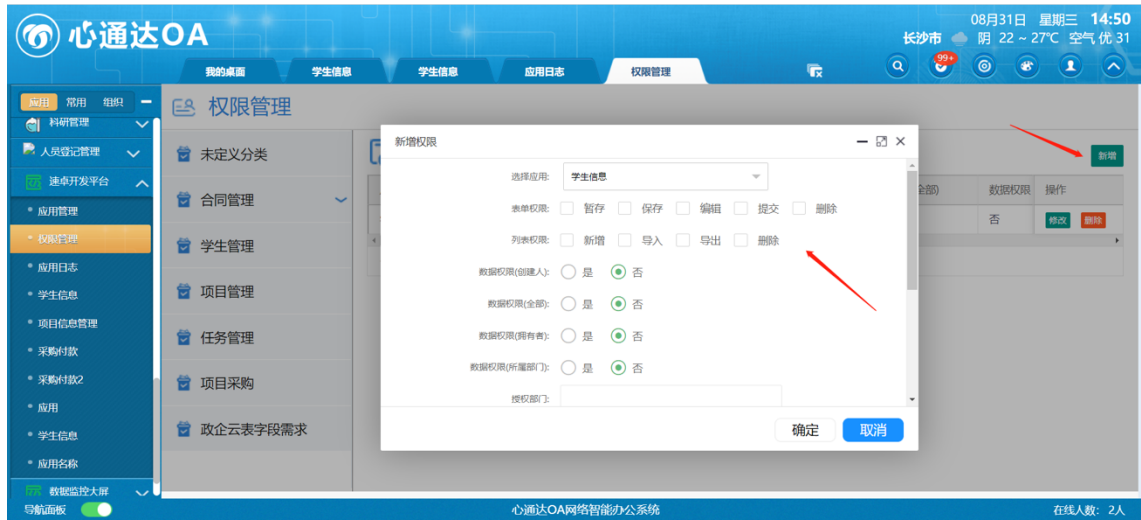 心通达OA
08月31日 星期三 14:50
长沙市 阴 22 ~ 27℃ 空气 优 31
我的桌面 学生信息 学生信息 应用日志 权限管理
99+
应用 常用 组织
权限管理
科研管理
人员登记管理
速卓开发平台
应用管理
权限管理
应用日志
学生信息
项目信息管理
采购付款
采购付款2
应用
学生信息
应用名称
数据监控大屏
未定义分类
合同管理
学生管理
项目管理
任务管理
项目采购
政企云表字段需求
新增
全部) 数据权限 操作
否 修改 删除
新增权限
选择应用: 学生信息
表单权限: 暂存 保存 编辑 提交 删除
列表权限: 新增 导入 导出 删除
数据权限(创建人): 是 否
数据权限(全部): 是 否
数据权限(拥有者): 是 否
数据权限(所属部门): 是 否
授权部门:
确定 取消
导航面板 心通达OA网络智能办公系统 在线人数: 2人